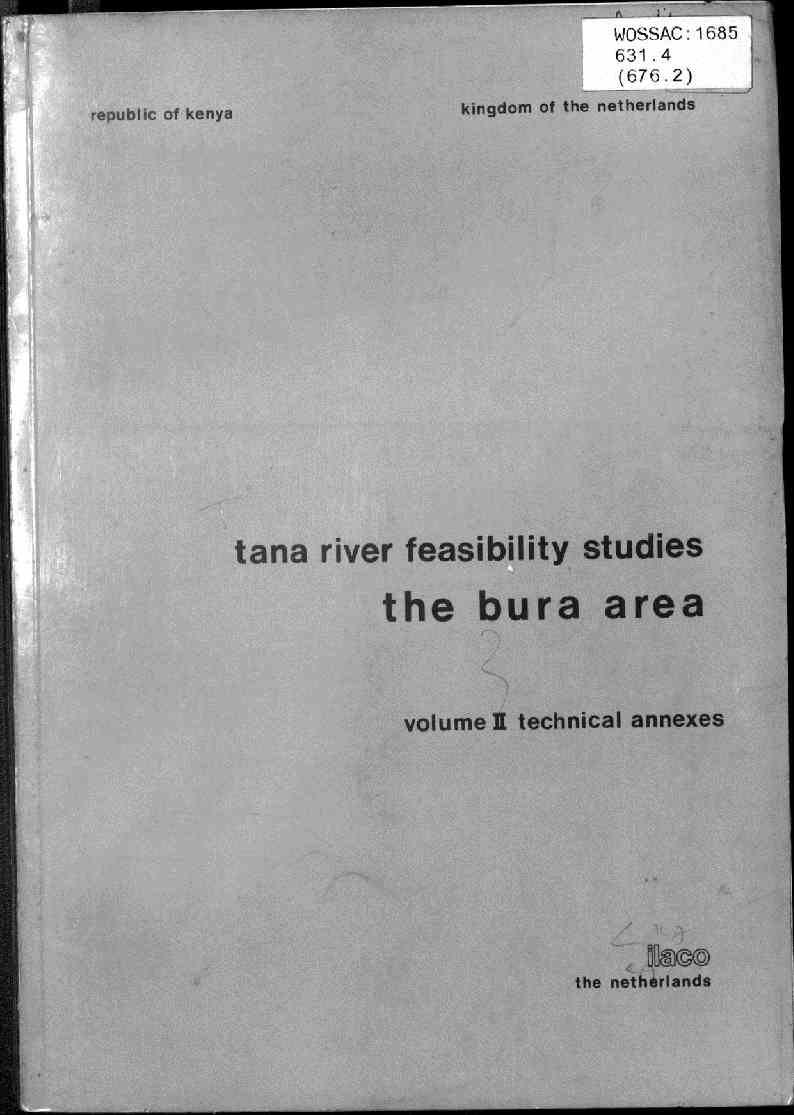 WOSSAC:1685
631.4
(676.2)
republic of kenya
kingdom of the netherlands
tana river feasibility studies
the bura area
volume II technical annexes
ilaco
the netherlands